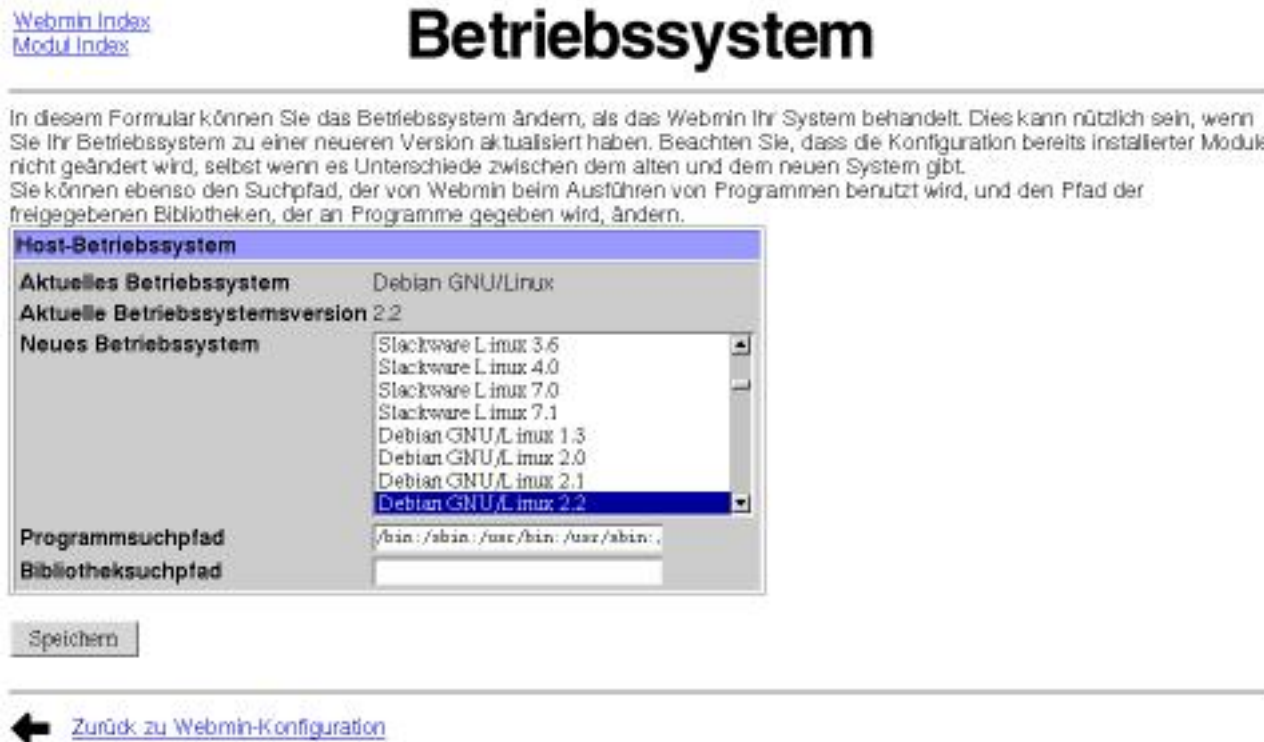 Webmin Index
Modul Index
Betriebssystem
In diesem Formular können Sie das Betriebssystem ändern, als das Webmin Ihr System behandelt. Dies kann nützlich sein, wenn
Sie Ihr Betriebssystem zu einer neueren Version aktualisiert haben. Beachten Sie, dass die Konfiguration bereits installierter Module
nicht geändert wird, selbst wenn es Unterschiede zwischen dem alten und dem neuen System gibt.
Sie können ebenso den Suchpfad, der von Webmin beim Ausführen von Programmen benutzt wird, und den Pfad der
freigegebenen Bibliotheken, der an Programme gegeben wird, ändern.
Host-Betriebssystem
Aktuelles Betriebssystem Debian GNU/Linux
Aktuelle Betriebssystemsversion 2.2
Neues Betriebssystem
Slackware Linux 3.6
Slackware Linux 4.0
Slackware Linux 7.0
Slackware Linux 7.1
Debian GNU/Linux 1.3
Debian GNU/Linux 2.0
Debian GNU/Linux 2.1
Debian GNU/Linux 2.2
Programmsuchpfad /bin:/sbin:/usr/bin:/usr/sbin:
Bibliotheksuchpfad
Speichern
Zurück zu Webmin-Konfiguration